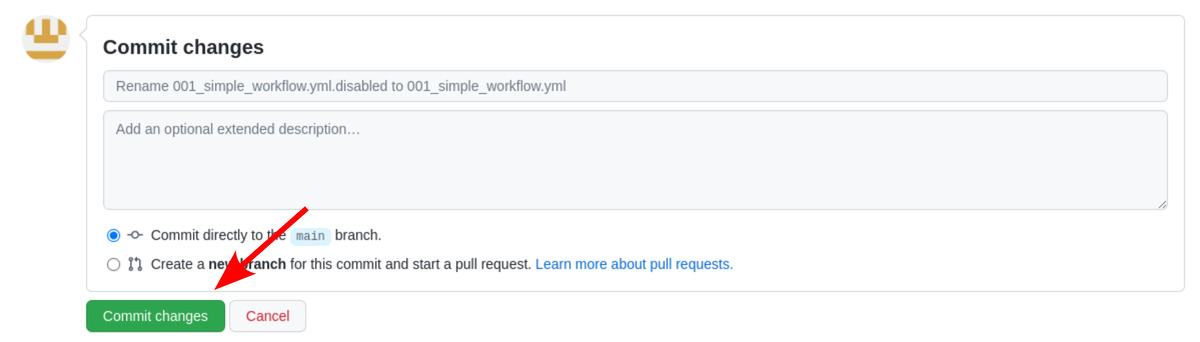 Commit changes
Rename 001_simple_workflow.yml.disabled to 001_simple_workflow.yml
Add an optional extended description…
Commit directly to the main branch.
Create a new branch for this commit and start a pull request. Learn more about pull requests.
Commit changes Cancel